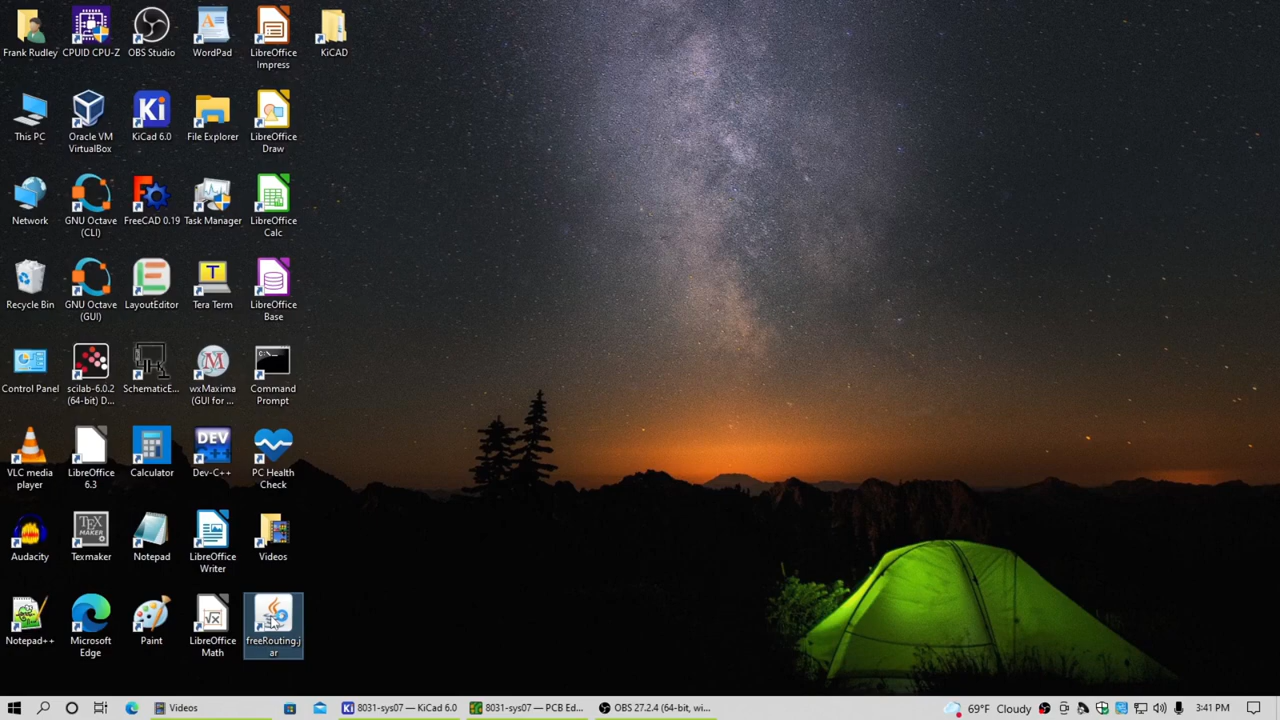 Frank Rudley
CPUID CPU-Z
OBS Studio
WordPad
LibreOffice
Impress
KiCAD
This PC
Oracle VM
VirtualBox
KiCad 6.0
File Explorer
LibreOffice
Draw
Network
GNU Octave
(CLI)
FreeCAD 0.19
Task Manager
LibreOffice
Calc
Recycle Bin
GNU Octave
(GUI)
LayoutEditor
Tera Term
LibreOffice
Base
Control Panel
scilab-6.0.2
(64-bit) D...
SchematicE...
wxMaxima
(GUI for ...
Command
Prompt
VLC media
player
LibreOffice
6.3
Calculator
Dev-C++
PC Health
Check
Audacity
Texmaker
Notepad
LibreOffice
Writer
Videos
Notepad++
Microsoft
Edge
Paint
LibreOffice
Math
freeRouting.j
ar
Videos
8031-sys07 — KiCad 6.0
8031-sys07 — PCB Ed...
OBS 27.2.4 (64-bit, wi...
69°F Cloudy
3:41 PM